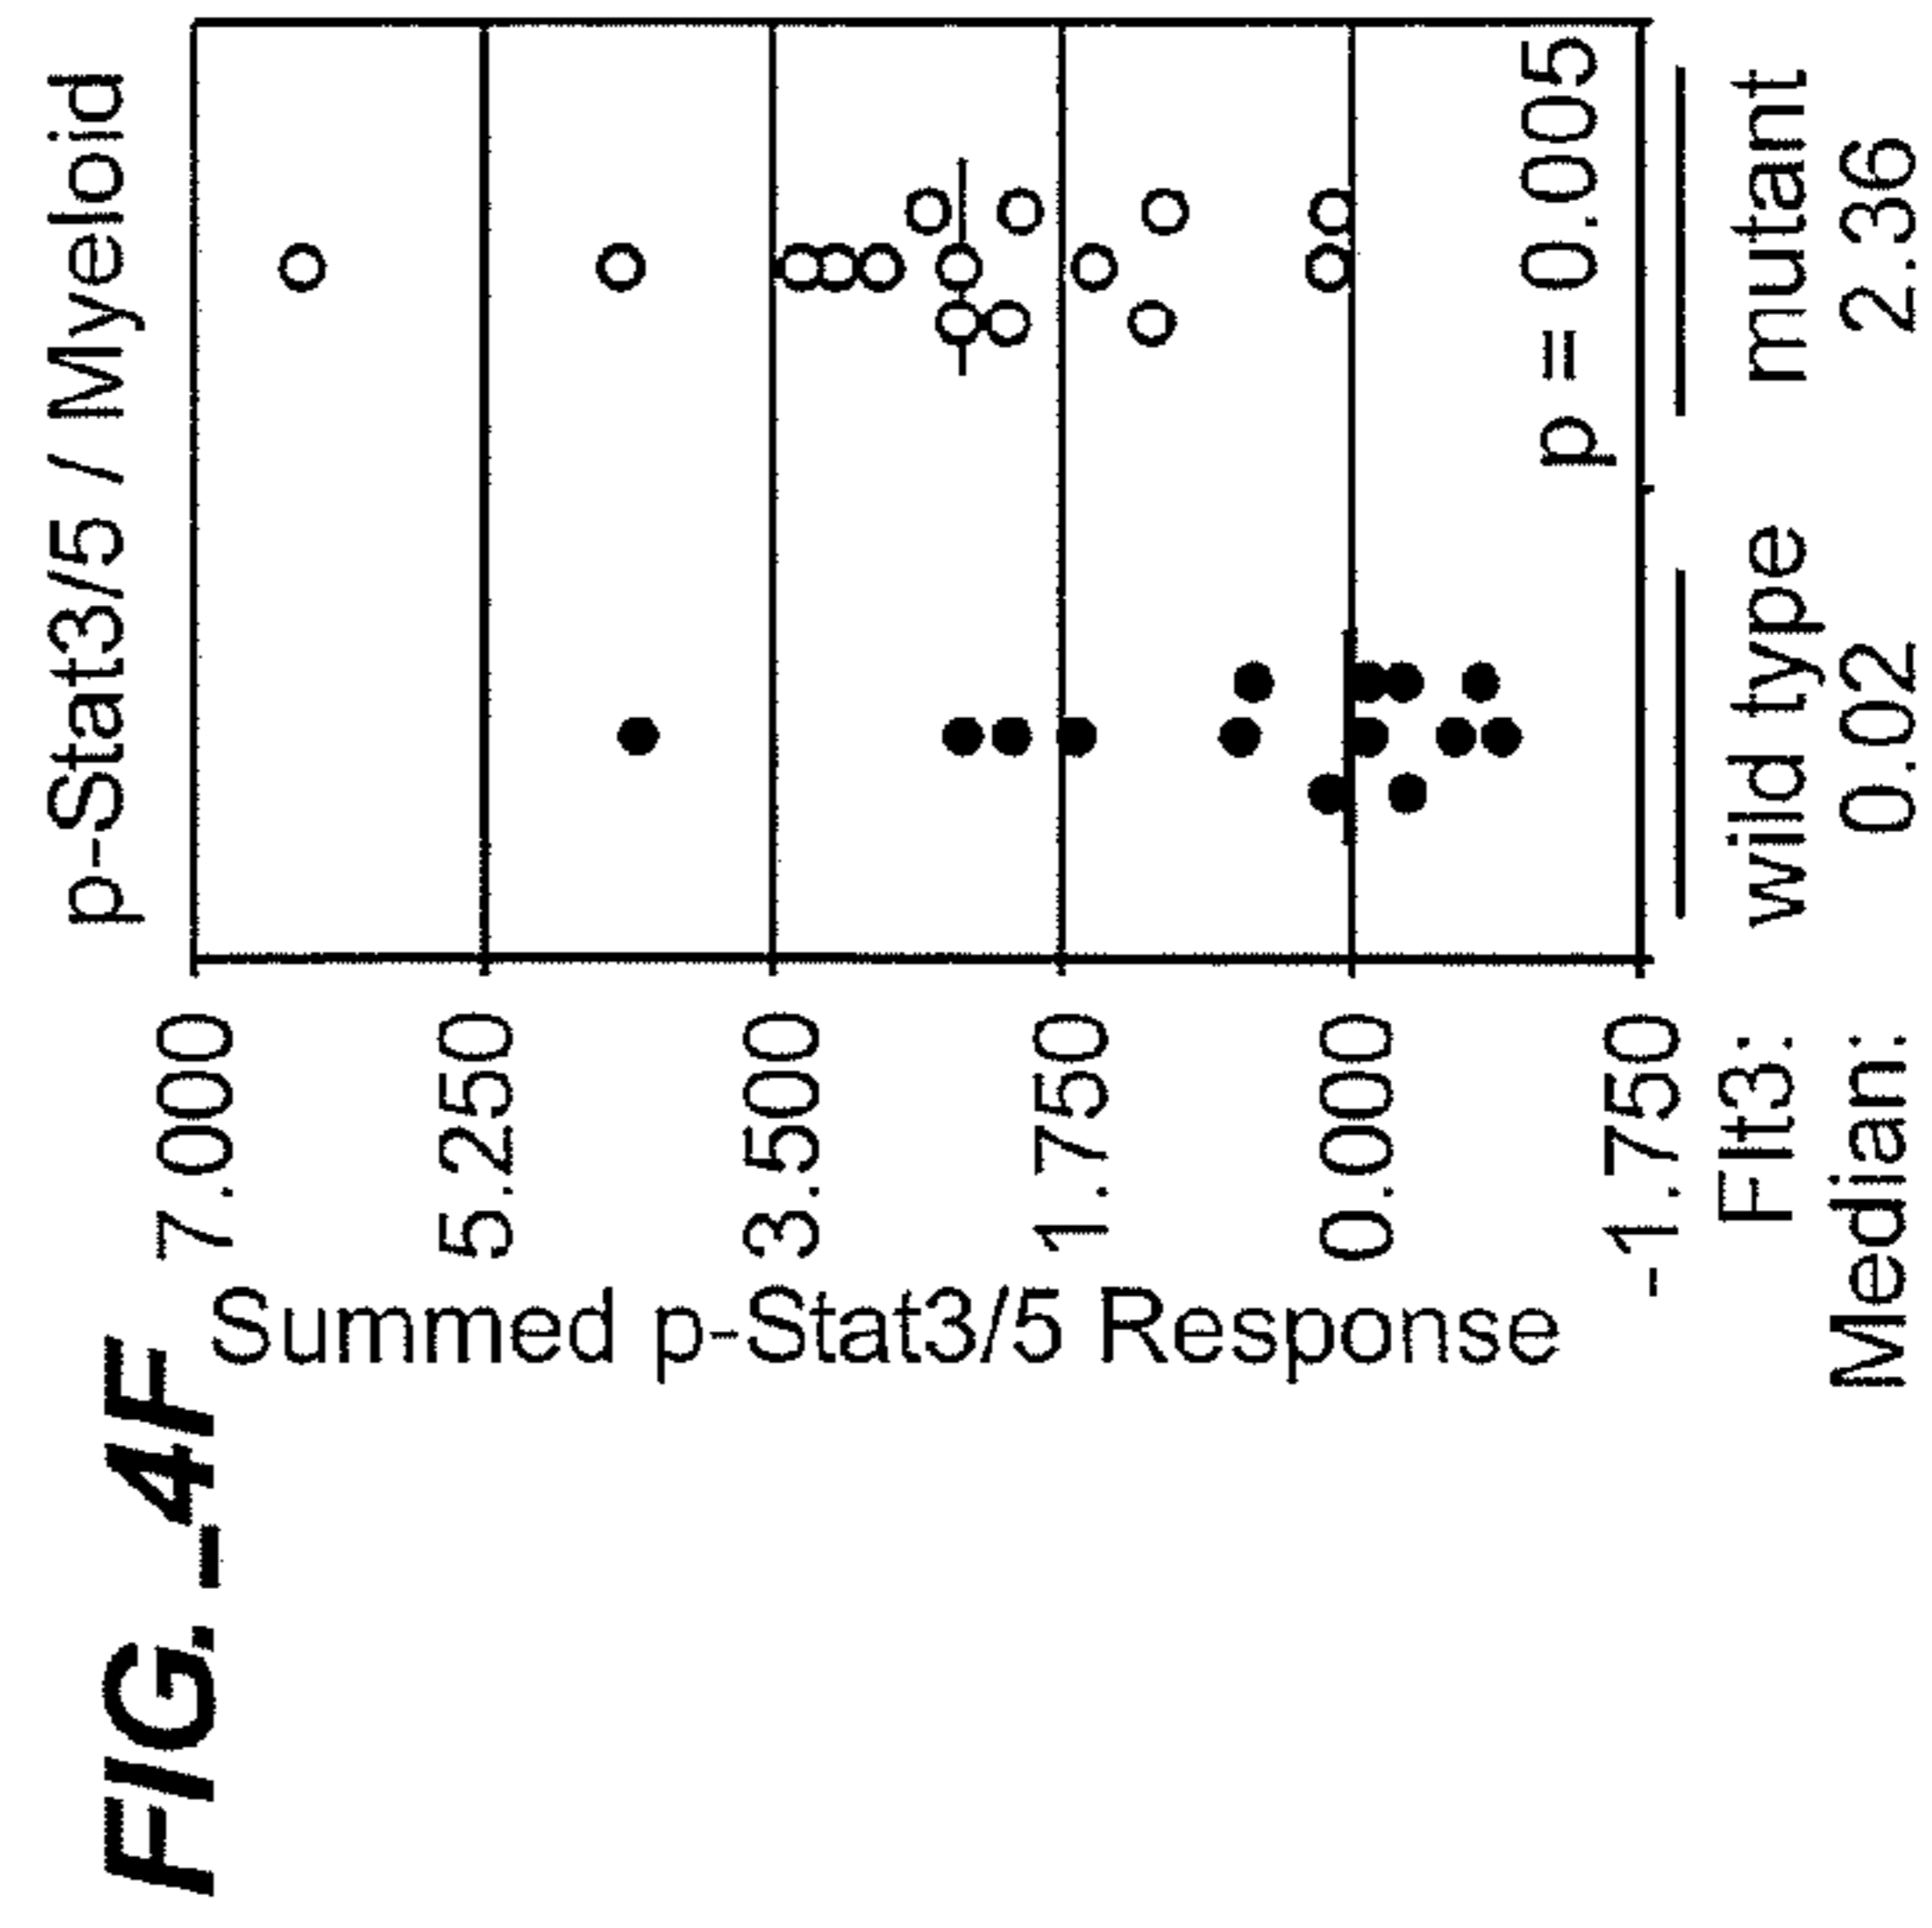 FIG._4F
p-Stat3/5 / Myeloid
Summed p-Stat3/5 Response
7.000
5.250
3.500
1.750
0.000
-1.750
p = 0.005
Flt3: wild type mutant
Median: 0.02 2.36